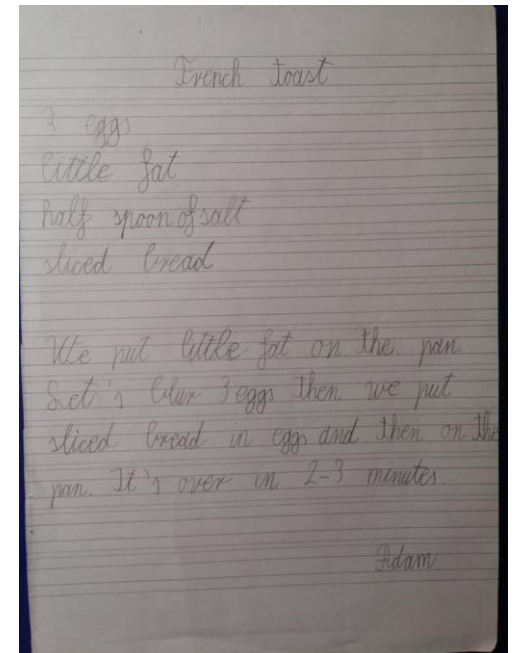 French toast
3 eggs
little fat
half spoon of salt
sliced bread
We put little fat on the pan
Let's blur 3 eggs then we put
sliced bread in eggs and then on the
pan. It's over in 2-3 minutes.
Adam